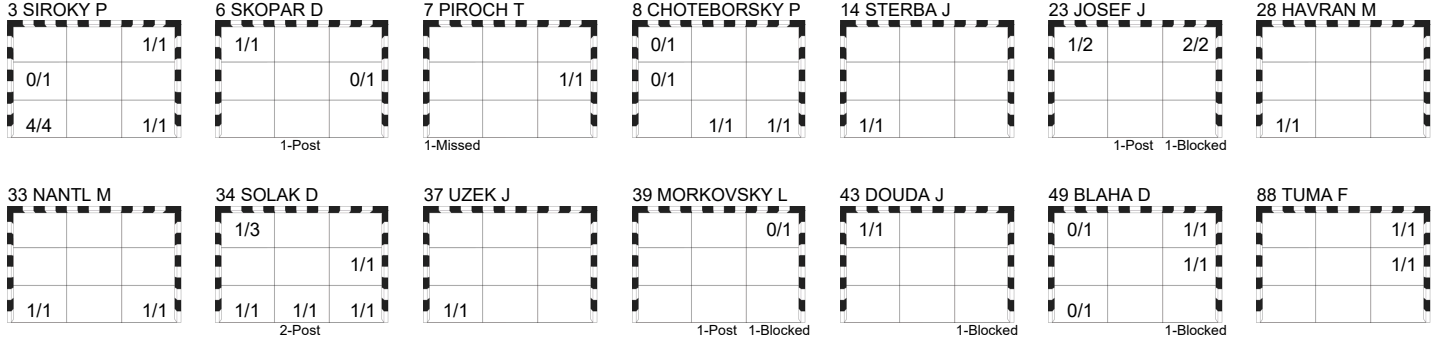 3 SIROKY P 6 SKOPAR D 7 PIROCH T 8 CHOTEBORSKY P 14 STERBA J 23 JOSEF J 28 HAVRAN M
1/1 1/1 0/1 1/2 2/2
0/1 0/1 1/1 0/1
4/4 1/1 1/1 1/1 1/1 1/1
1-Post 1-Missed 1-Post 1-Blocked
33 NANTL M 34 SOLAK D 37 UZEK J 39 MORKOVSKY L 43 DOUDA J 49 BLAHA D 88 TUMA F
1/3 0/1 1/1 0/1 1/1 1/1
1/1 1/1 1/1
1/1 1/1 1/1 1/1 1/1 1/1 0/1
2-Post 1-Post 1-Blocked 1-Blocked 1-Blocked